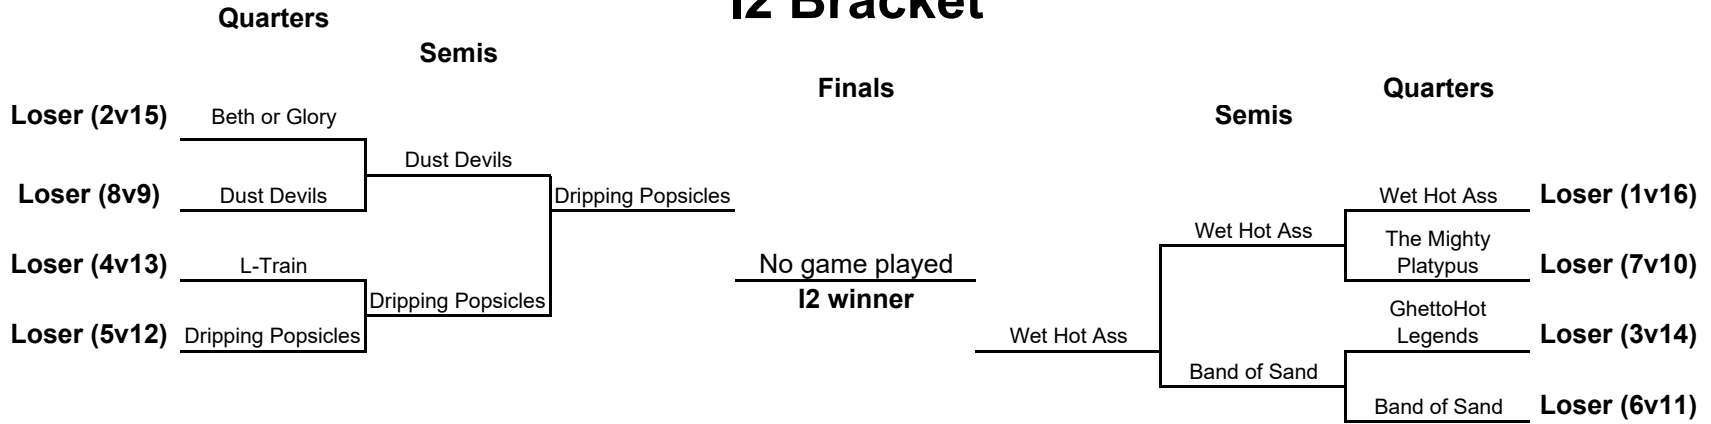 I2 Bracket
Quarters
Semis
Finals
Quarters
Semis
Loser (2v15)
Beth or Glory
Dust Devils
Loser (8v9)
Dust Devils
Dripping Popsicles
Wet Hot Ass
Loser (1v16)
Wet Hot Ass
The Mighty
Platypus
Loser (7v10)
Loser (4v13)
L-Train
No game played
I2 winner
Dripping Popsicles
GhettoHot
Legends
Loser (3v14)
Loser (5v12)
Dripping Popsicles
Wet Hot Ass
Band of Sand
Band of Sand
Loser (6v11)